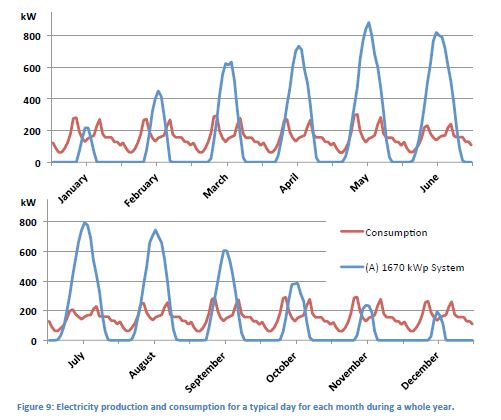 kW
800
600
400
200
0
January
February
March
April
May
June
kW
800
600
400
200
0
July
August
September
October
November
December
Consumption
(A) 1670 kWp System
Figure 9: Electricity production and consumption for a typical day for each month during a whole year.